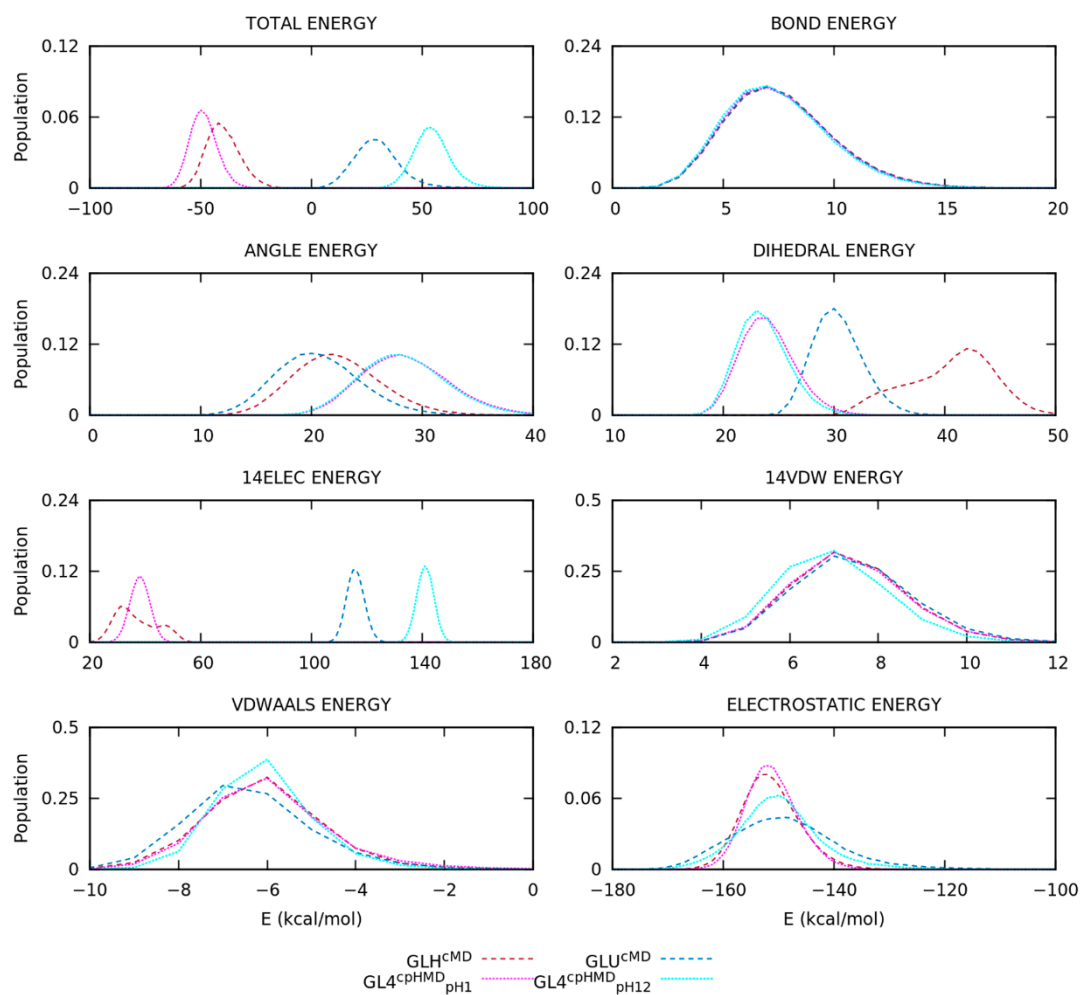 TOTAL ENERGY
BOND ENERGY
Population
0.12
0.06
0
−100 -50 0 50 100
0.24
0.12
0
0 5 10 15 20
ANGLE ENERGY
DIHEDRAL ENERGY
Population
0.24
0.12
0
0 10 20 30 40
0.24
0.12
0
10 20 30 40 50
14ELEC ENERGY
14VDW ENERGY
Population
0.24
0.12
0
20 60 100 140 180
0.5
0.25
0
2 4 6 8 10 12
VDWAALS ENERGY
ELECTROSTATIC ENERGY
Population
0.5
0.25
0
−10 −8 −6 −4 −2 0
E (kcal/mol)
0.12
0.06
0
−180 −160 −140 −120 −100
E (kcal/mol)
GLH^cMD GLU^cMD
GL4^cpHMD_pH1 GL4^cpHMD_pH12